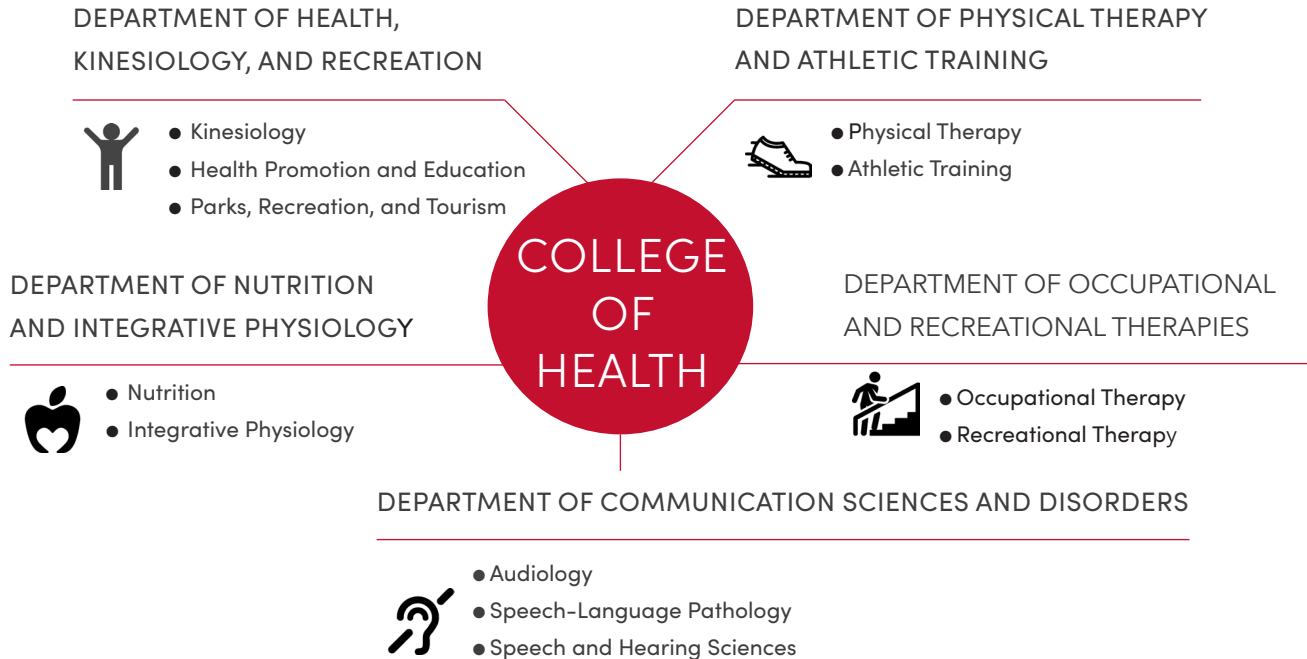 DEPARTMENT OF HEALTH,
KINESIOLOGY, AND RECREATION
● Kinesiology
● Health Promotion and Education
● Parks, Recreation, and Tourism
DEPARTMENT OF PHYSICAL THERAPY
AND ATHLETIC TRAINING
● Physical Therapy
● Athletic Training
COLLEGE
OF
HEALTH
DEPARTMENT OF NUTRITION
AND INTEGRATIVE PHYSIOLOGY
● Nutrition
● Integrative Physiology
DEPARTMENT OF OCCUPATIONAL
AND RECREATIONAL THERAPIES
● Occupational Therapy
● Recreational Therapy
DEPARTMENT OF COMMUNICATION SCIENCES AND DISORDERS
● Audiology
● Speech-Language Pathology
● Speech and Hearing Sciences